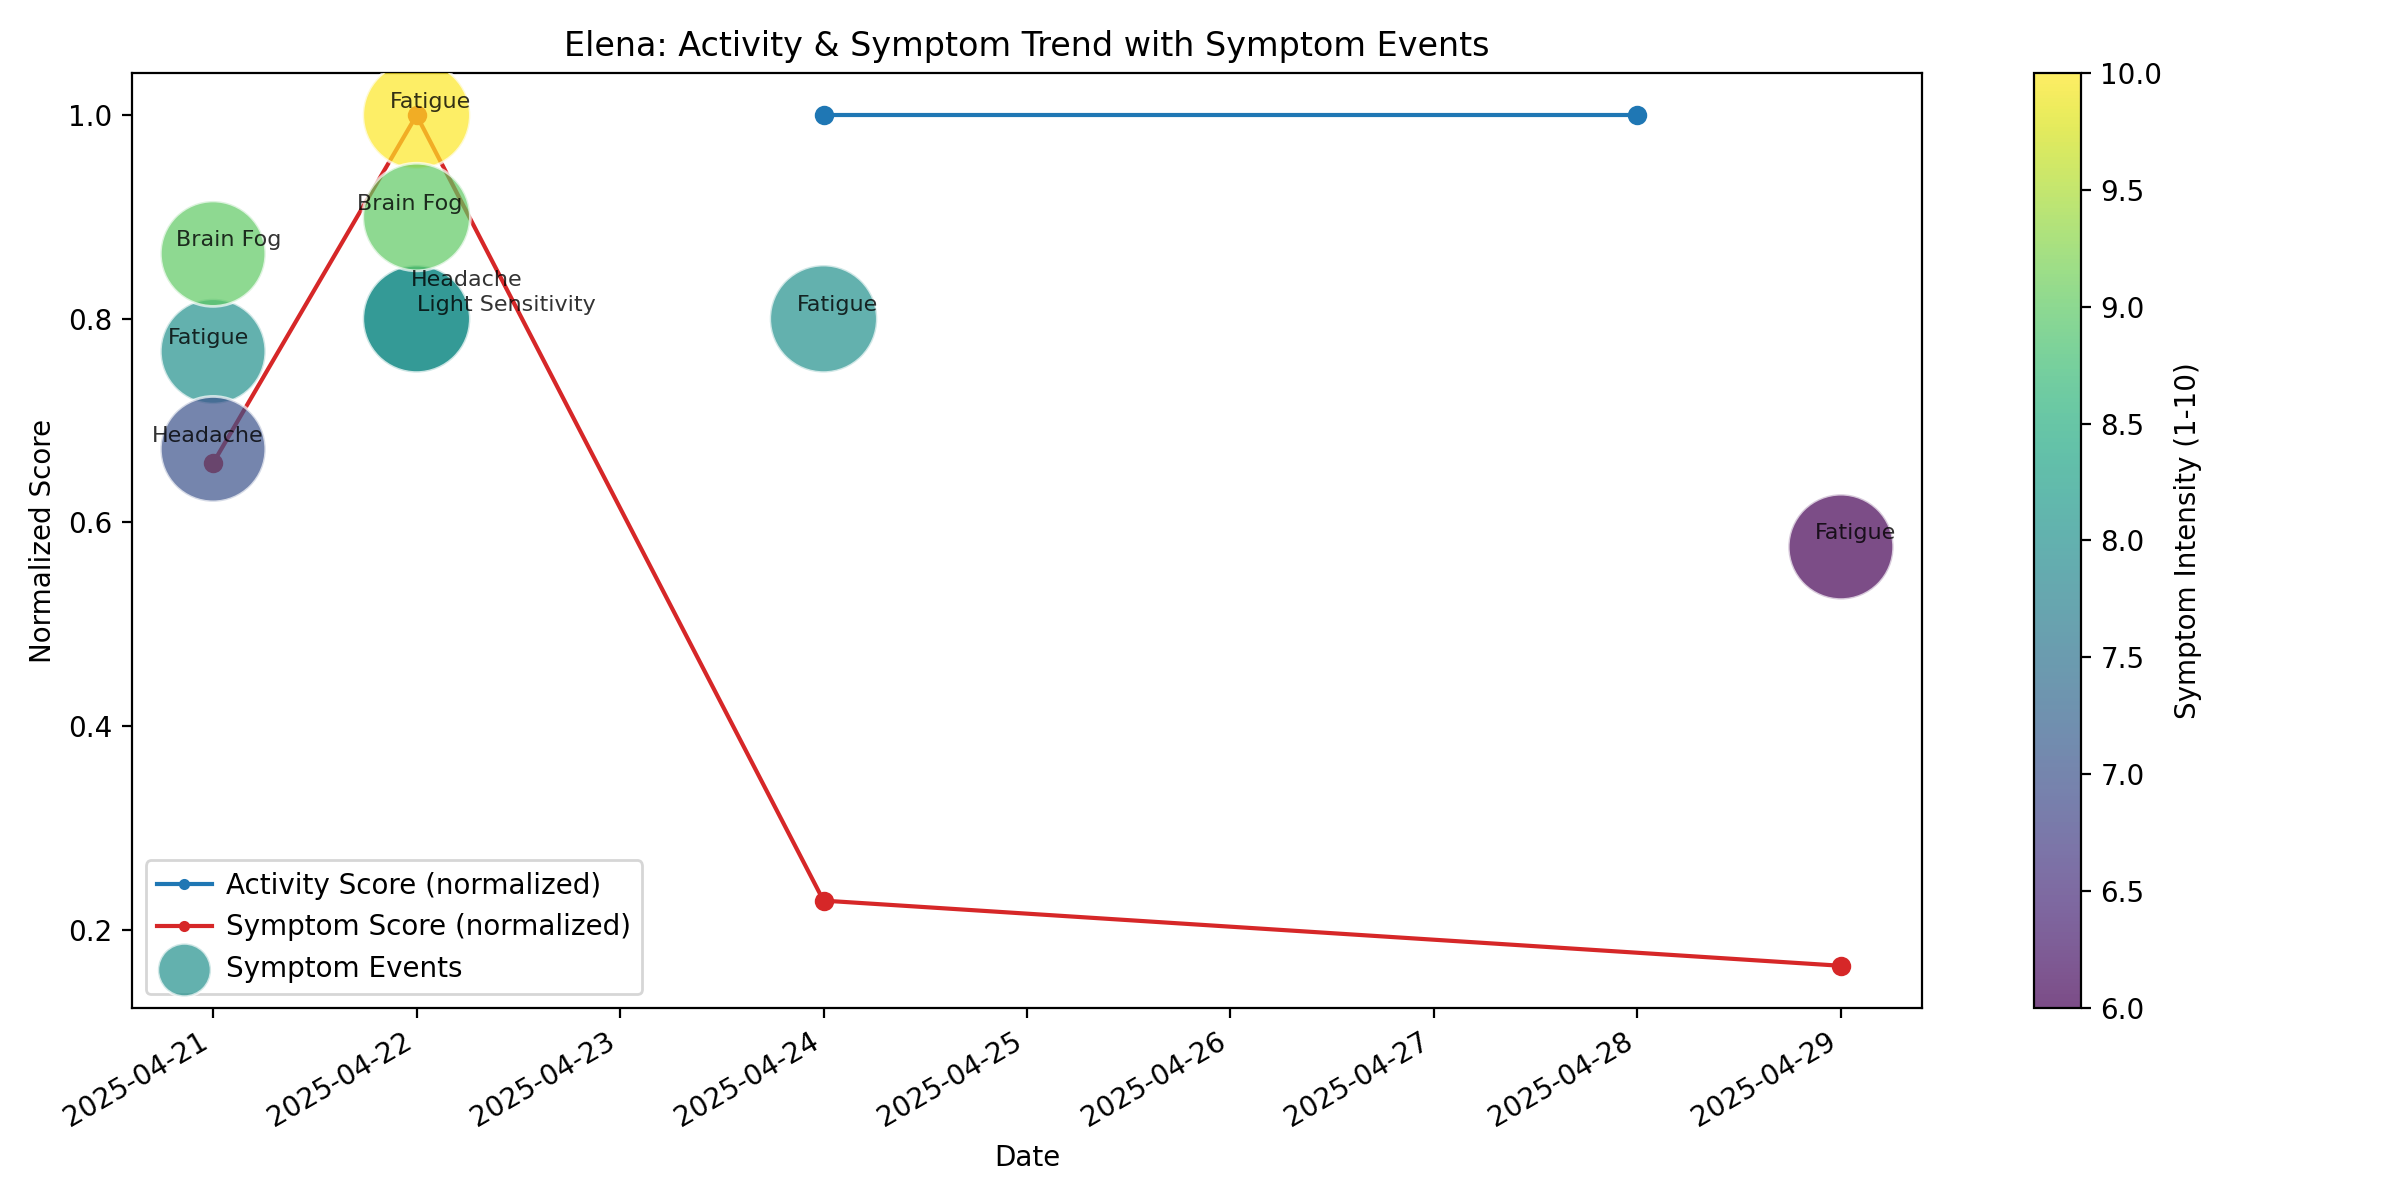 Elena: Activity & Symptom Trend with Symptom Events
Normalized Score
1.0
0.8
0.6
0.4
0.2
Fatigue
Brain Fog
Brain Fog
Headache
Light Sensitivity
Fatigue
Fatigue
Headache
Fatigue
Activity Score (normalized)
Symptom Score (normalized)
Symptom Events
2025-04-21
2025-04-22
2025-04-23
2025-04-24
2025-04-25
2025-04-26
2025-04-27
2025-04-28
2025-04-29
Date
10.0
9.5
9.0
8.5
8.0
7.5
7.0
6.5
6.0
Symptom Intensity (1-10)